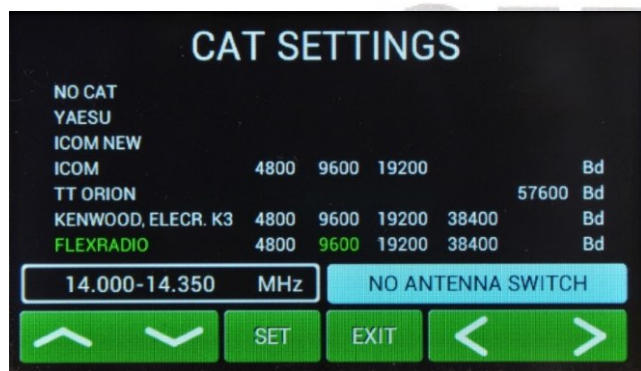 CAT SETTINGS
NO CAT
YAESU
ICOM NEW
ICOM 4800 9600 19200 Bd
TT ORION 57600 Bd
KENWOOD, ELECR. K3 4800 9600 19200 38400 Bd
FLEXRADIO 4800 9600 19200 38400 Bd
14.000-14.350 MHz NO ANTENNA SWITCH
SET EXIT